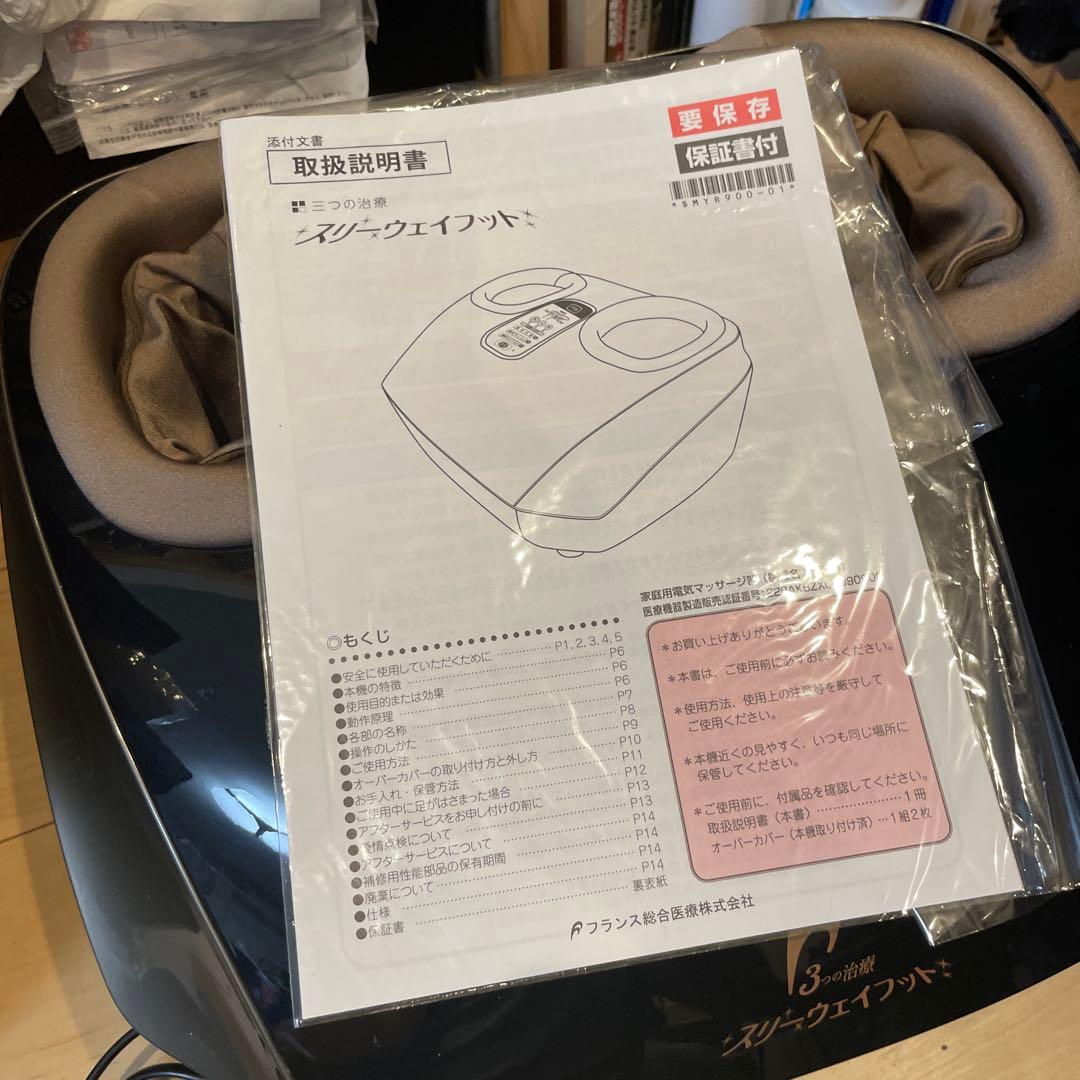 添付文書
取扱説明書
要保存
保証書付
*$MYR900-01*
三つの治療
スリーウェイフット
家庭用電気マッサージ器
医療機器製造販売認証番号:
◎もくじ
●安全に使用していただくために P1,2,3,4,5
●本機の特徴 P6
●使用目的または効果 P6
●動作原理 P6
●各部の名称 P7
●操作のしかた P8
●ご使用方法 P9
●オーバーカバーの取り付け方と外し方 P10
●お手入れ・保管方法 P11
●ご使用中に足がはさまった場合 P12
●アフターサービスをお申し付けの前に P13
●愛情点検について P13
●アフターサービスについて P14
●補修用性能部品の保有期間 P14
●廃棄について P14
●仕様 P14
●保証書 裏表紙
*お買い上げありがとうございます。
*本書は、ご使用前に必ずお読みください。
*使用方法、使用上の注意等を厳守して
ご使用ください。
*本機近くの見やすく、いつも同じ場所に
保管してください。
*ご使用前に、付属品を確認してください。
取扱説明書(本書) 1冊
オーバーカバー(本機取り付け済)…1組2枚
フランス総合医療株式会社
3つの治療
スリーウェイフット